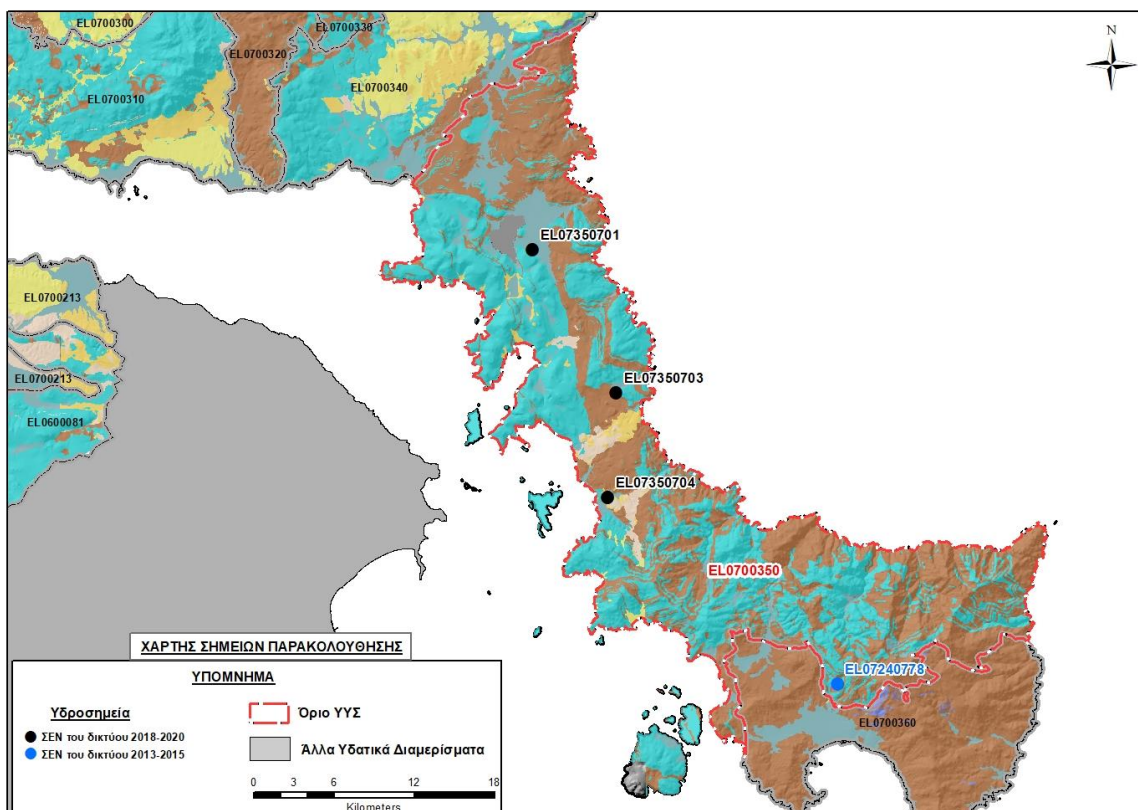 EL0700300
EL0700330
EL0700320
N
EL0700310
EL0700340
EL07350701
EL0700213
EL0700213
EL07350703
EL0600081
EL07350704
EL0700350
EL07240778
EL0700360
ΧΑΡΤΗΣ ΣΗΜΕΙΩΝ ΠΑΡΑΚΟΛΟΥΘΗΣΗΣ
ΥΠΟΜΝΗΜΑ
Υδροσημεία
ΣΕΝ του δικτύου 2018-2020
ΣΕΝ του δικτύου 2013-2015
Όριο ΥΥΣ
Άλλα Υδατικά Διαμερίσματα
0 3 6 12 18
Kilometers